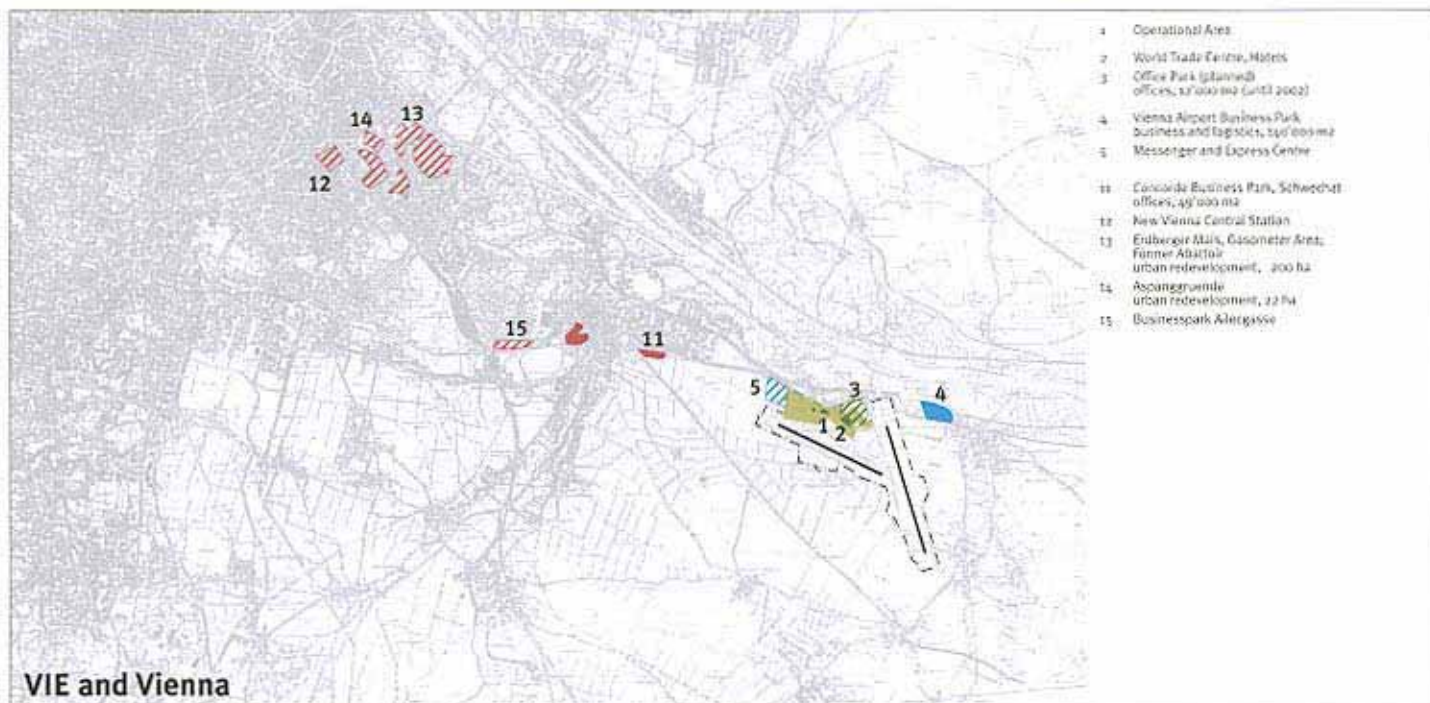 1 Operational Area
2 World Trade Centre, Hotels
3 Office Park (planned)
offices, 12'000 m2 (until 2002)
4 Vienna Airport Business Park
business and logistics, 140'000 m2
5 Messenger and Express Centre
11 Concorde Business Park, Schwechat
offices, 49'000 m2
12 New Vienna Central Station
13 Erdberger Mais, Gasometer Area,
Former Abattoir
urban redevelopment, 200 ha
14 Aspanggruende
urban redevelopment, 22 ha
15 Businesspark
14
13
12
15
11
5
3
4
1
2
VIE and Vienna